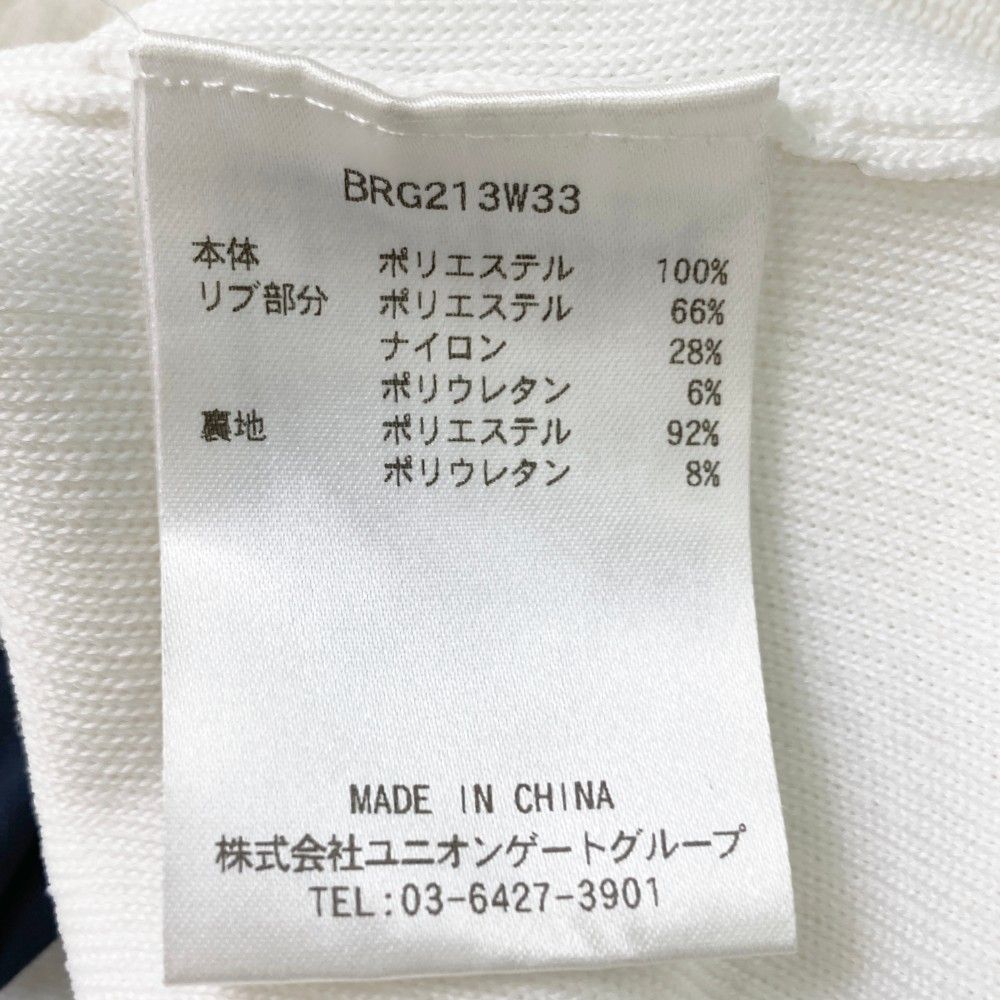 BRG213W33
本体 ポリエステル 100%
リブ部分 ポリエステル 66%
ナイロン 28%
ポリウレタン 6%
裏地 ポリエステル 92%
ポリウレタン 8%
MADE IN CHINA
株式会社ユニオンゲートグループ
TEL:03-6427-3901